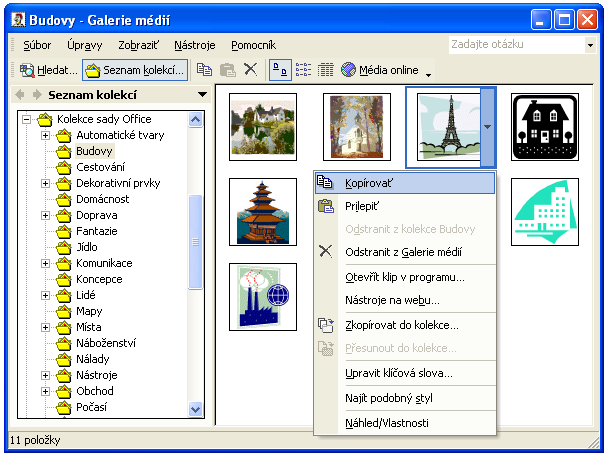 Budovy - Galerie médií
Súbor Úpravy Zobraziť Nástroje Pomocník Zadajte otázku
Hľadať... Seznam kolekcí... Média online
Seznam kolekcí
Kolekce sady Office
Automatické tvary
Budovy
Cestování
Dekorativní prvky
Domácnost
Doprava
Fantazie
Jídlo
Komunikace
Koncepce
Lidé
Mapy
Místa
Náboženství
Nálady
Nástroje
Obchod
Počasí
Kopírovať
Prilepiť
Odstranit z kolekce Budovy
Odstranit z Galerie médií
Otevřít klip v programu...
Nástroje na webu...
Zkopírovat do kolekce...
Přesunout do kolekce...
Upravit klíčová slova...
Najít podobný styl
Náhled/Vlastnosti
11 položky